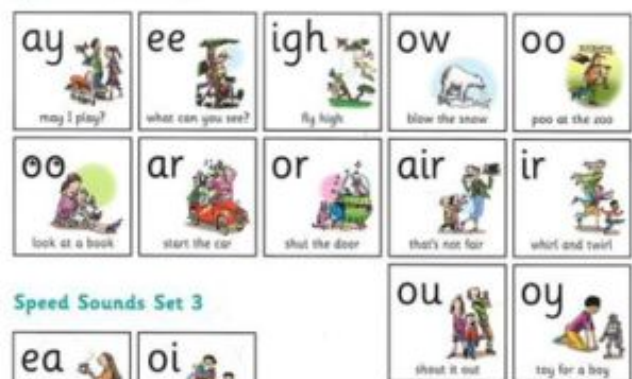 ay
may I play?
ee
what can you see?
igh
fly high
ow
blow the snow
oo
poo at the zoo
oo
look at a book
ar
start the car
or
shut the door
air
that's not fair
ir
whirl and twirl
ou
shout it out
oy
toy for a boy
Speed Sounds Set 3
ea
oi